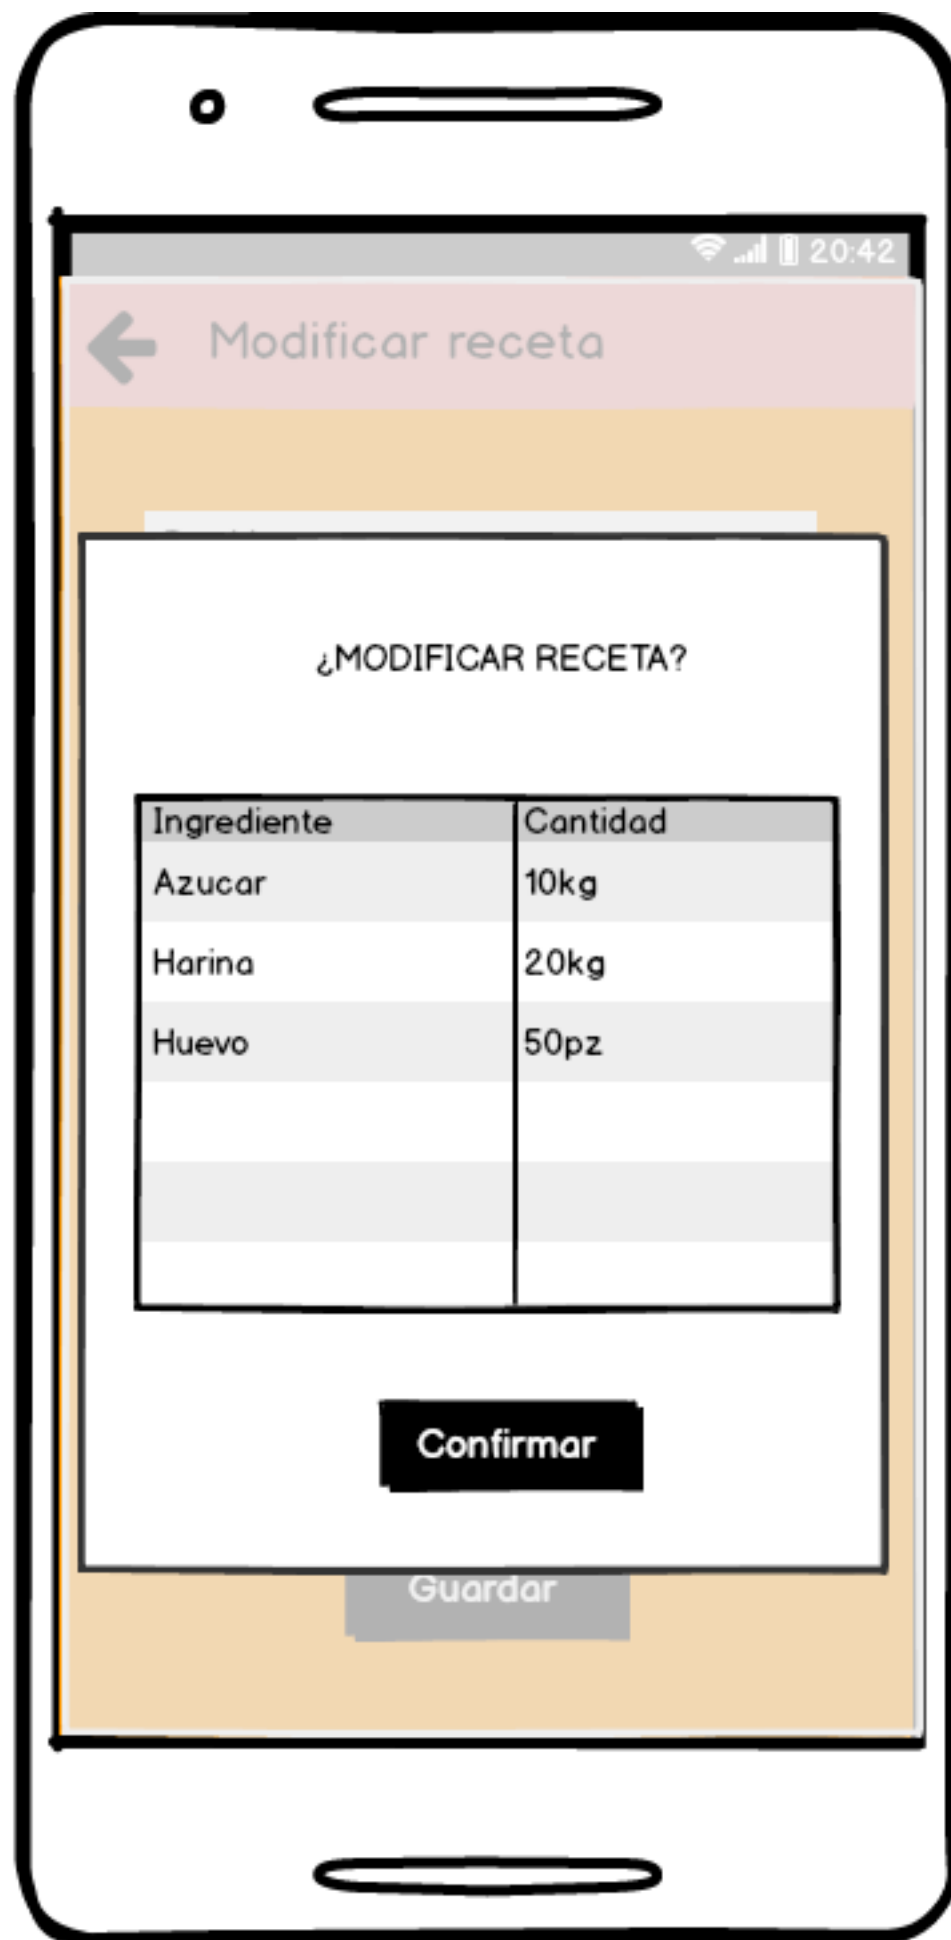 20:42
Modificar receta
¿MODIFICAR RECETA?
Ingrediente Cantidad
Azucar 10kg
Harina 20kg
Huevo 50pz
Confirmar
Guardar